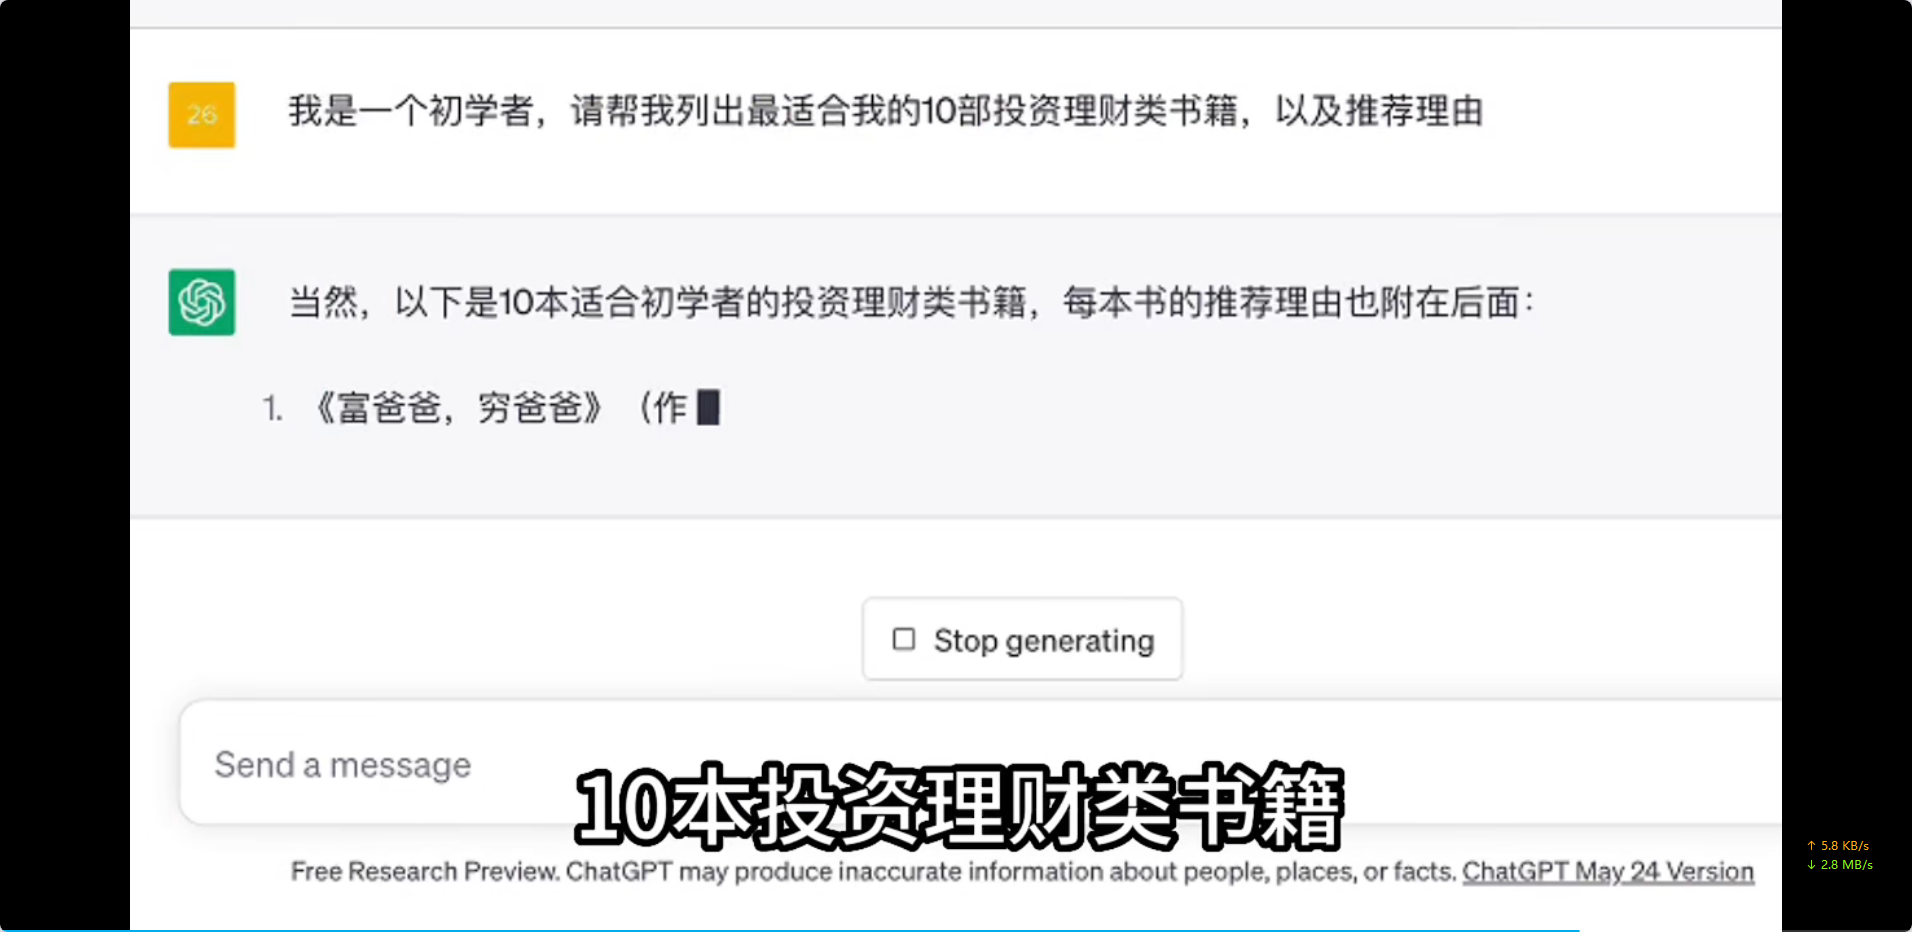 26
我是一个初学者，请帮我列出最适合我的10部投资理财类书籍，以及推荐理由
当然，以下是10本适合初学者的投资理财类书籍，每本书的推荐理由也附在后面：
1. 《富爸爸，穷爸爸》（作
Stop generating
Send a message
10本投资理财类书籍
Free Research Preview. ChatGPT may produce inaccurate information about people, places, or facts. ChatGPT May 24 Version
↑ 5.8 KB/s
↓ 2.8 MB/s